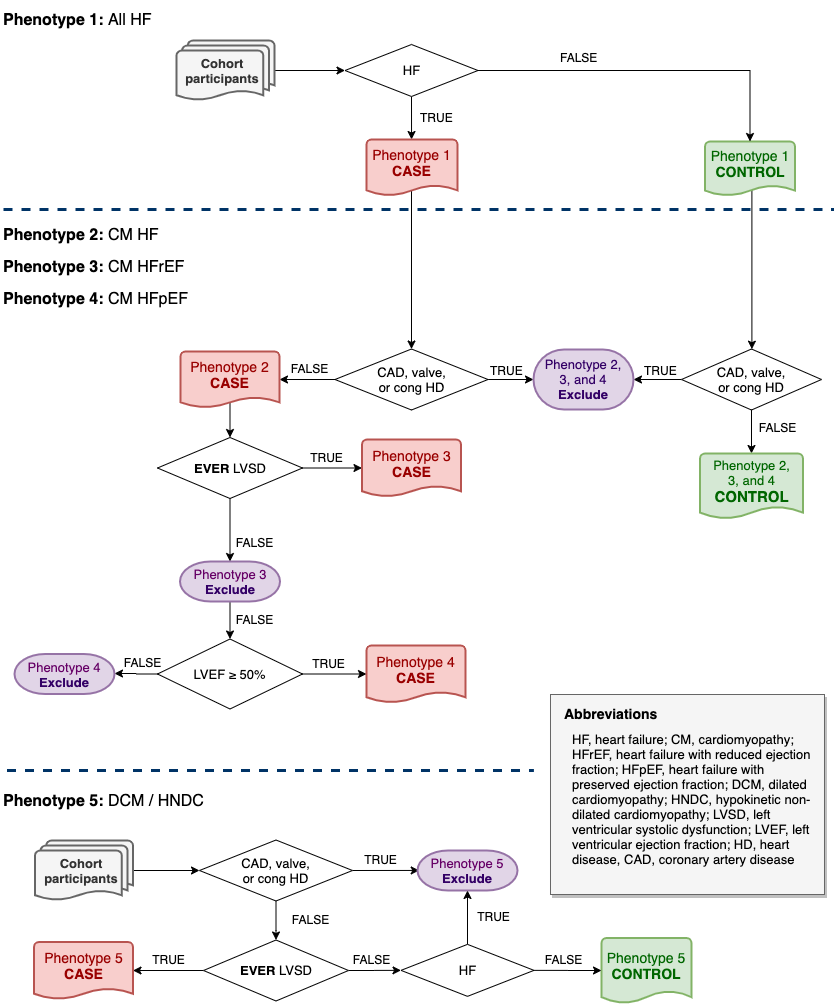 Phenotype 1: All HF
Cohort
participants
HF
FALSE
TRUE
Phenotype 1
CASE
Phenotype 1
CONTROL
Phenotype 2: CM HF
Phenotype 3: CM HFrEF
Phenotype 4: CM HFpEF
Phenotype 2
CASE
FALSE
CAD, valve,
or cong HD
TRUE
Phenotype 2,
3, and 4
Exclude
TRUE
CAD, valve,
or cong HD
FALSE
EVER LVSD
TRUE
Phenotype 3
CASE
Phenotype 2,
3, and 4
CONTROL
FALSE
Phenotype 3
Exclude
FALSE
Phenotype 4
Exclude
FALSE
LVEF ≥ 50%
TRUE
Phenotype 4
CASE
Abbreviations
HF, heart failure; CM, cardiomyopathy;
HFrEF, heart failure with reduced ejection
fraction; HFpEF, heart failure with
preserved ejection fraction; DCM, dilated
cardiomyopathy; HNDC, hypokinetic non-
dilated cardiomyopathy; LVSD, left
ventricular systolic dysfunction; LVEF, left
ventricular ejection fraction; HD, heart
disease, CAD, coronary artery disease
Phenotype 5: DCM / HNDC
Cohort
participants
CAD, valve,
or cong HD
TRUE
Phenotype 5
Exclude
FALSE
TRUE
Phenotype 5
CASE
TRUE
EVER LVSD
FALSE
HF
FALSE
Phenotype 5
CONTROL